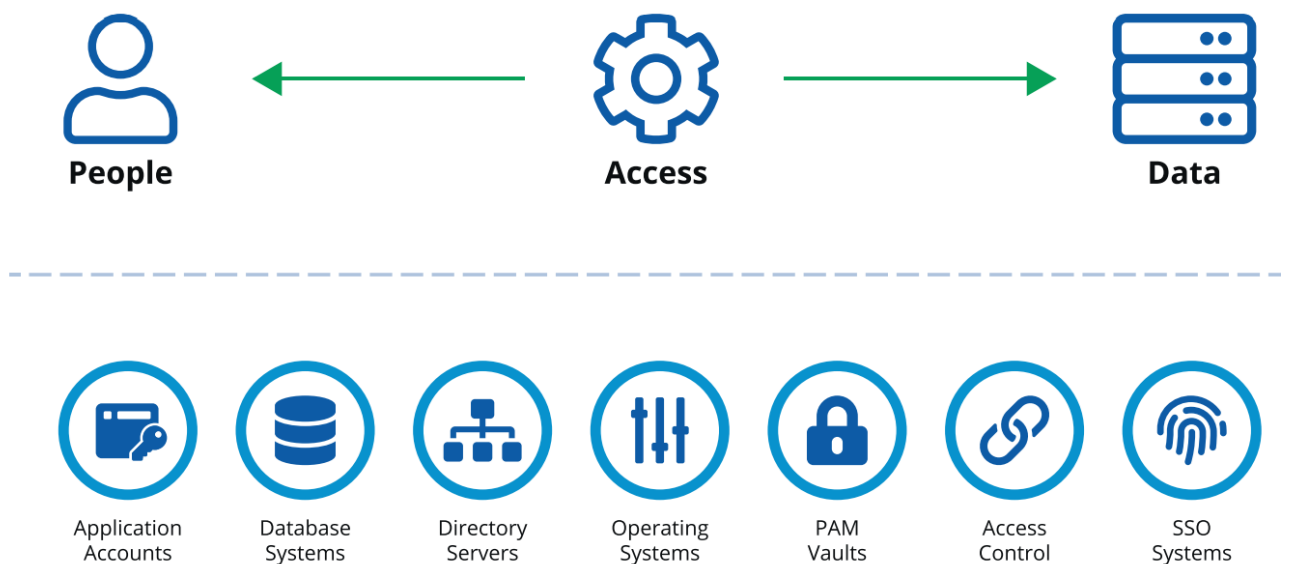 People
Access
Data
Application
Accounts
Database
Systems
Directory
Servers
Operating
Systems
PAM
Vaults
Access
Control
SSO
Systems